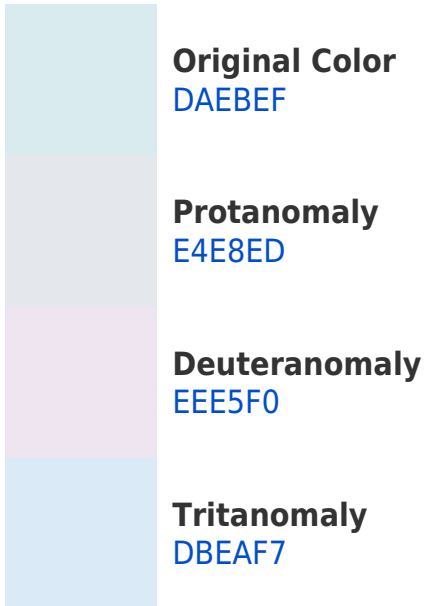 Original Color
DAEBEF
Protanomaly
E4E8ED
Deuteranomaly
EEE5F0
Tritanomaly
DBEAF7